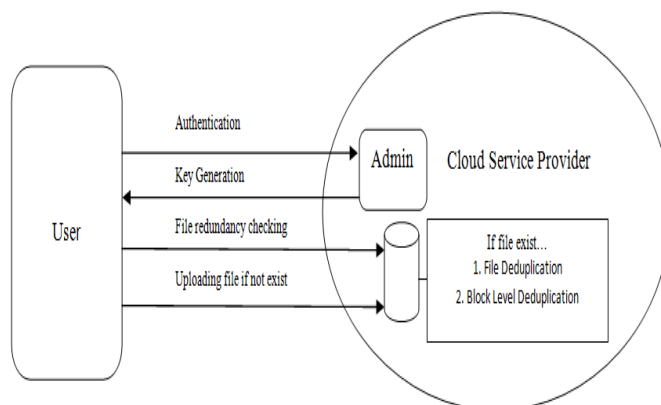 Authentication
Admin
Cloud Service Provider
Key Generation
User
File redundancy checking
Uploading file if not exist
If file exist...
1. File Deduplication
2. Block Level Deduplication